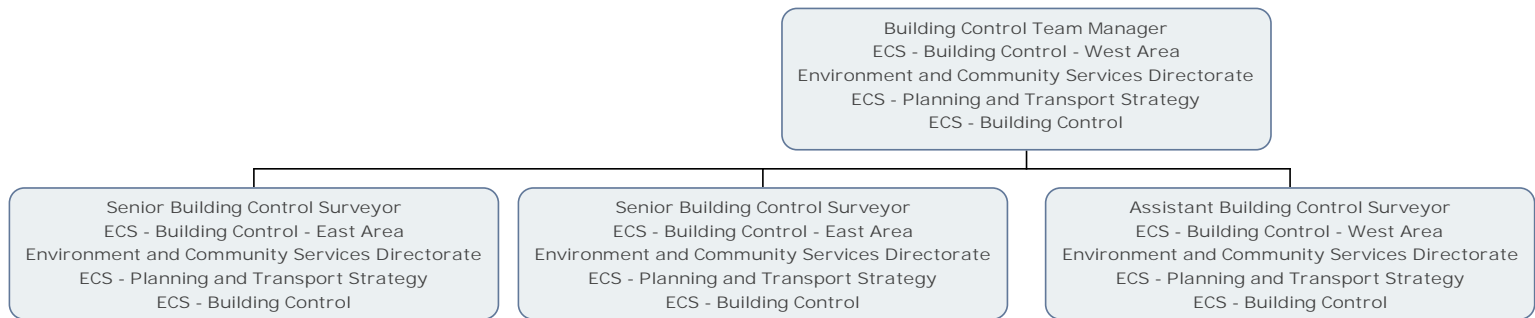 Building Control Team Manager
ECS - Building Control - West Area
Environment and Community Services Directorate
ECS - Planning and Transport Strategy
ECS - Building Control
Senior Building Control Surveyor
ECS - Building Control - East Area
Environment and Community Services Directorate
ECS - Planning and Transport Strategy
ECS - Building Control
Senior Building Control Surveyor
ECS - Building Control - East Area
Environment and Community Services Directorate
ECS - Planning and Transport Strategy
ECS - Building Control
Assistant Building Control Surveyor
ECS - Building Control - West Area
Environment and Community Services Directorate
ECS - Planning and Transport Strategy
ECS - Building Control